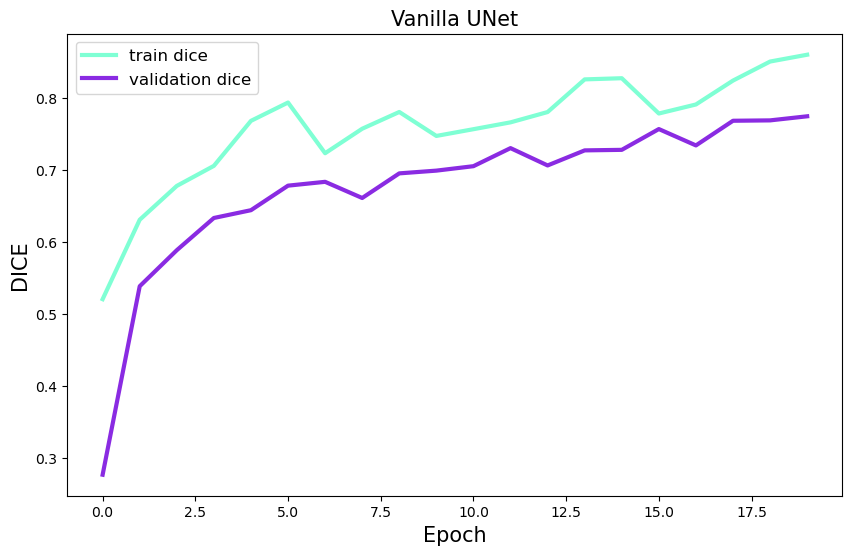 Vanilla UNet
train dice
validation dice
DICE
0.8
0.7
0.6
0.5
0.4
0.3
0.0 2.5 5.0 7.5 10.0 12.5 15.0 17.5
Epoch